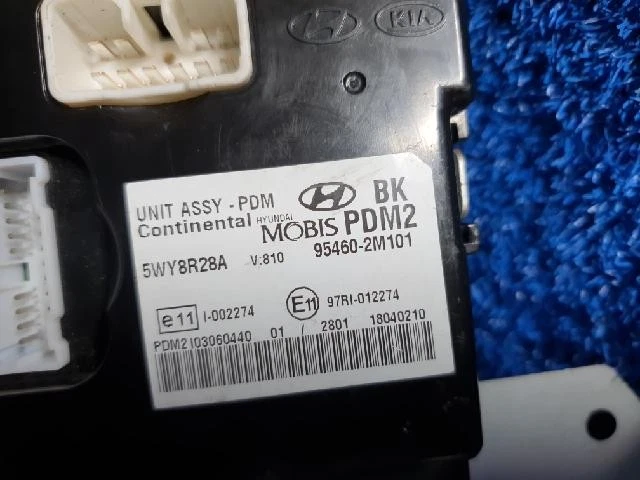 KIA
UNIT ASSY - PDM BK
Continental HYUNDAI MOBIS PDM2
5WY8R28A V:810 95460-2M101
e11 I-002274 E11 97RI-012274
PDM2I03060440 01 / 2801 18040210